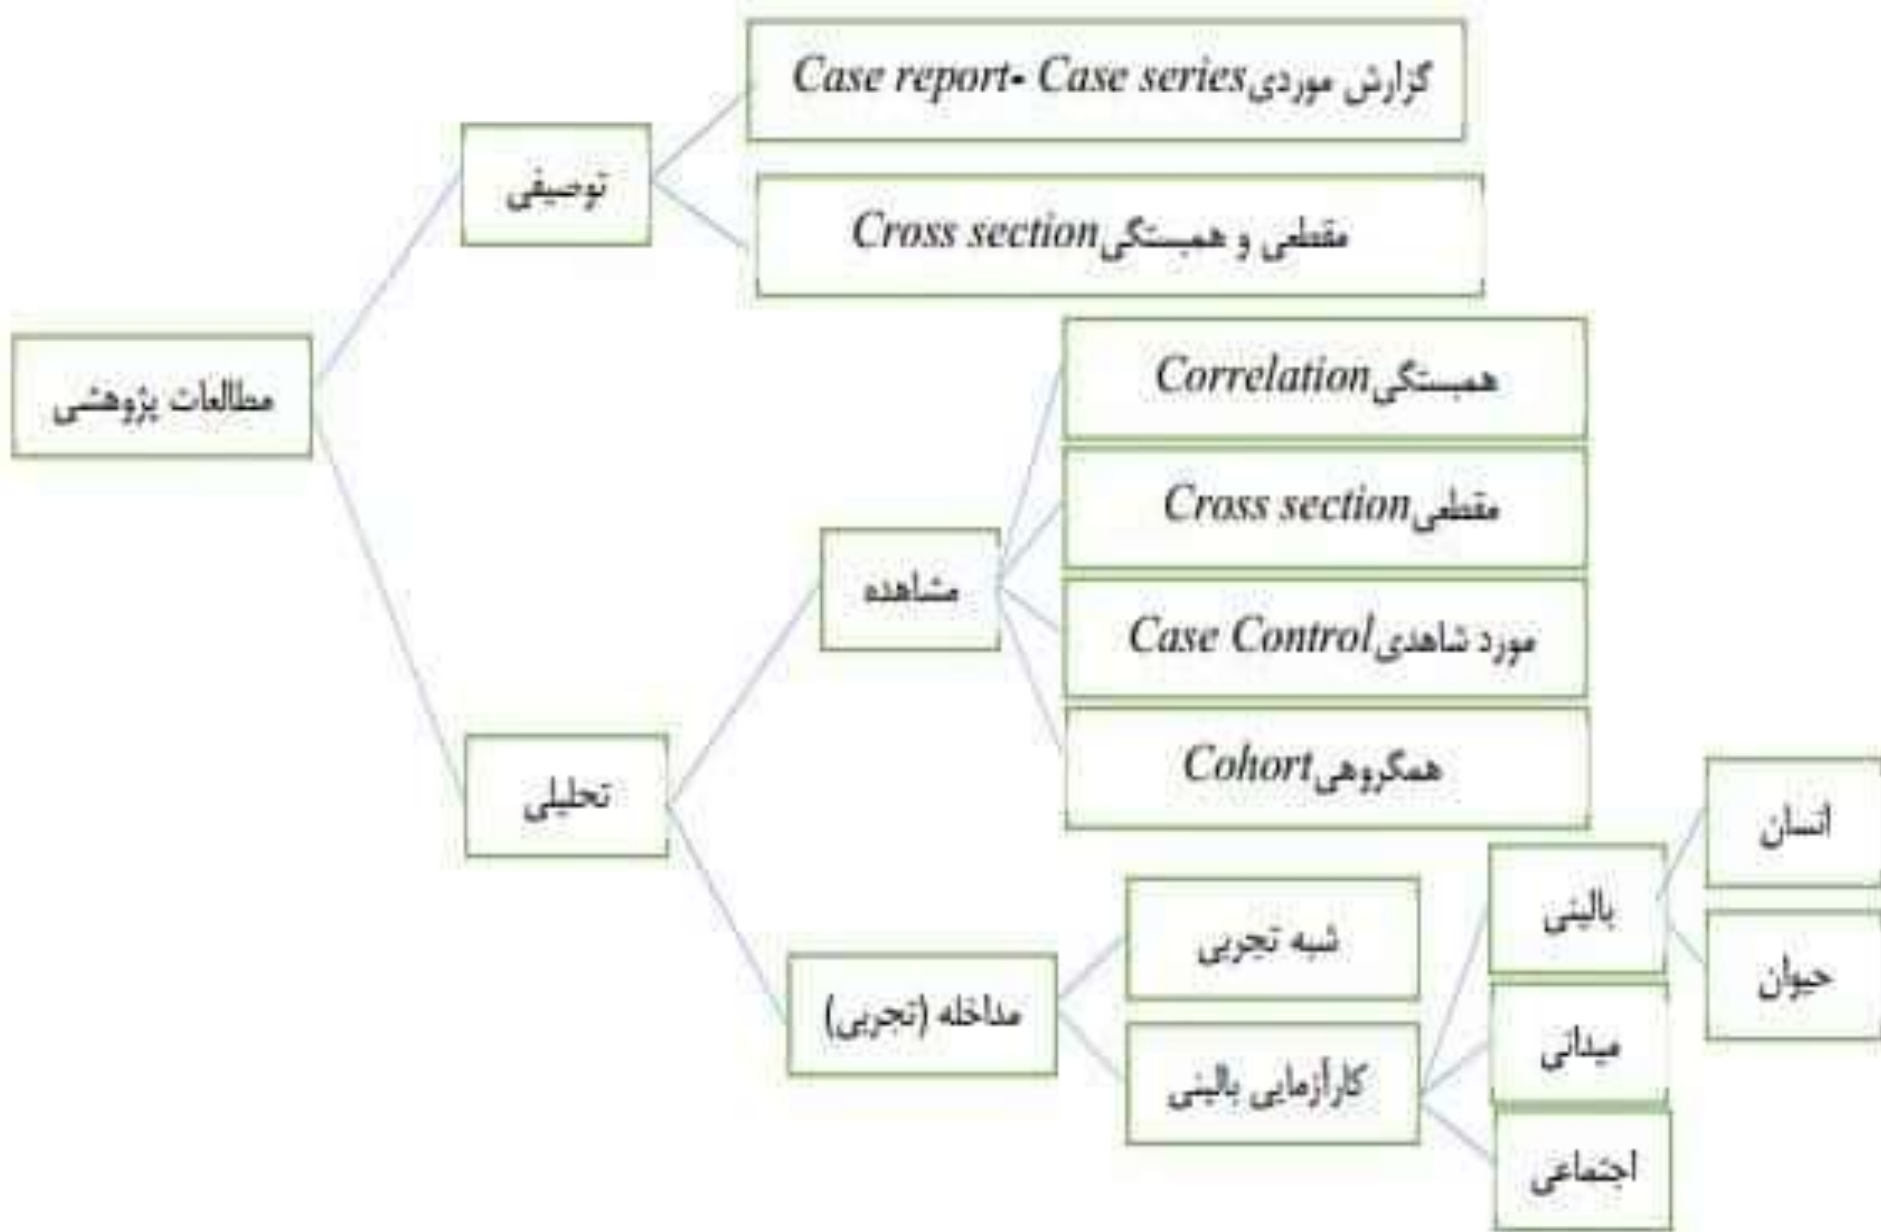 مطالعات پژوهشی
توصیفی
گزارش موردی Case report- Case series
مقطعی و همبستگی Cross section
تحلیلی
مشاهده
همبستگی Correlation
مقطعی Cross section
مورد شاهدی Case Control
همگروهی Cohort
مداخله (تجربی)
شبه تجربی
کارآزمایی بالینی
بالینی
انسان
حیوان
میدانی
اجتماعی